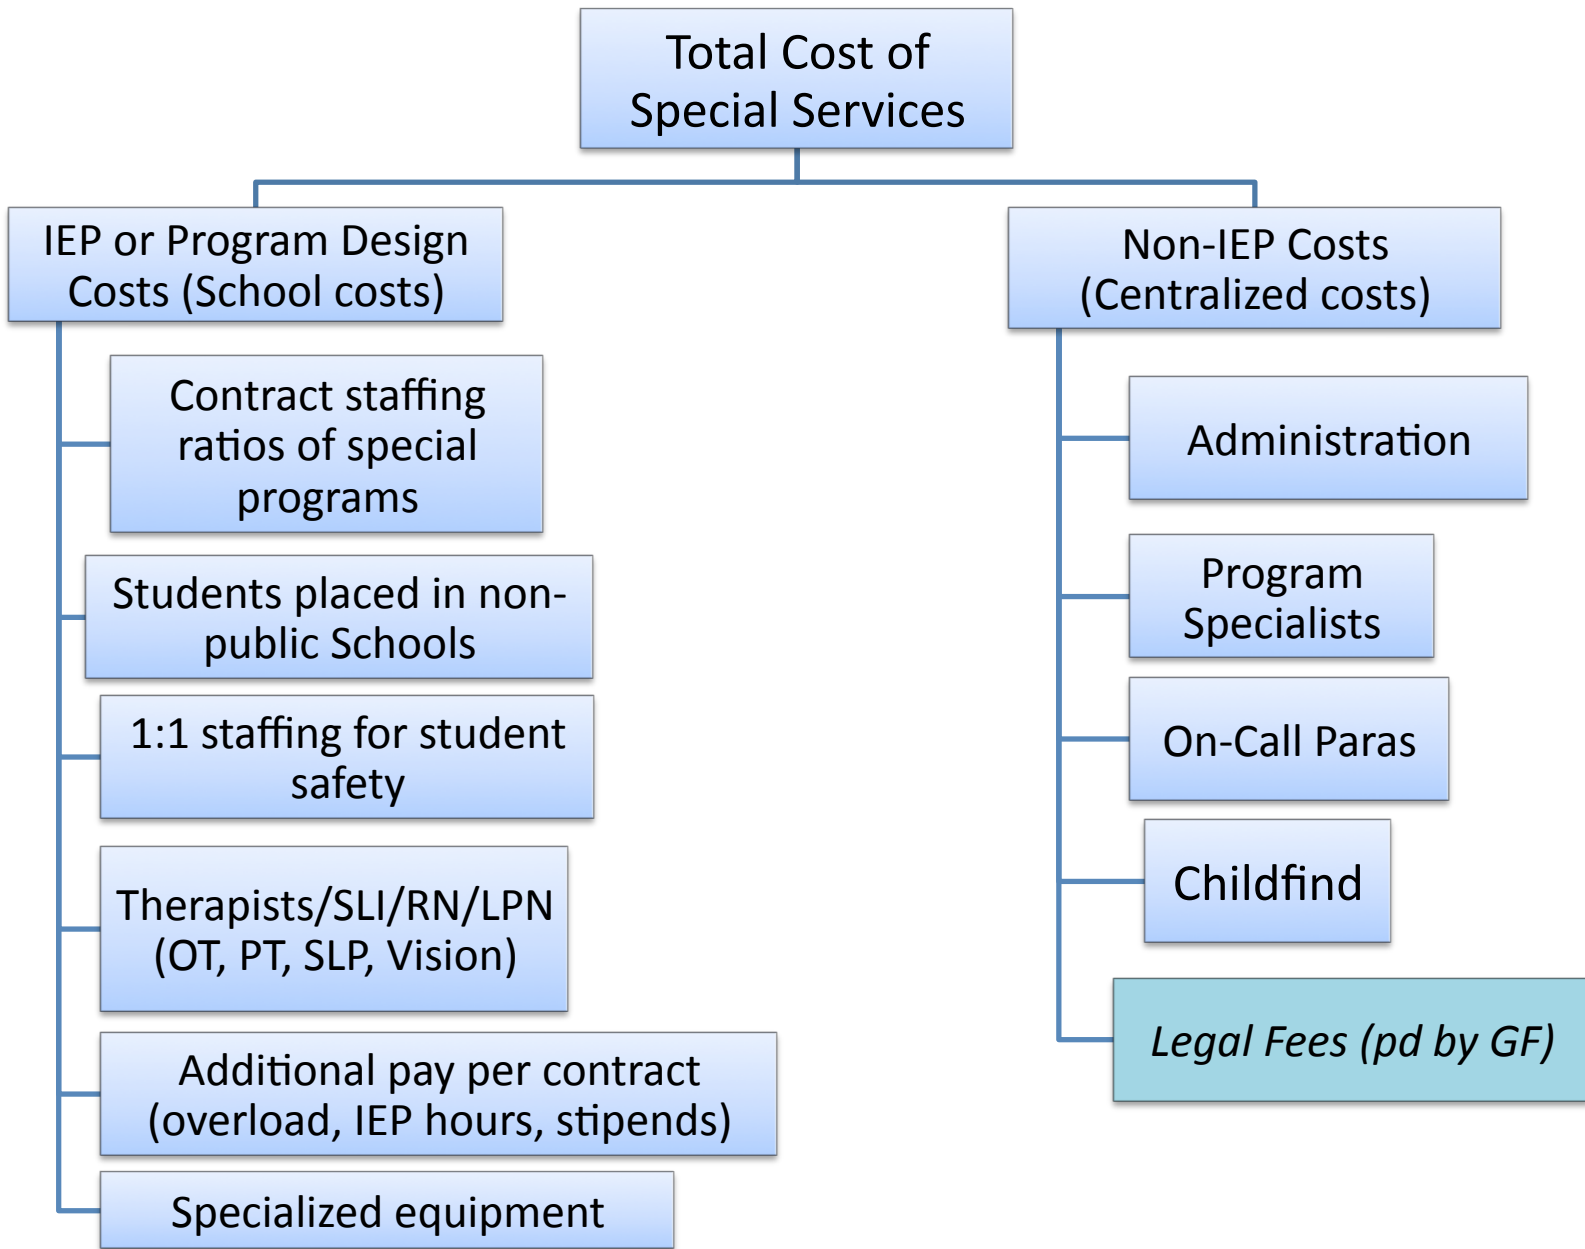 Total Cost of
Special Services
IEP or Program Design
Costs (School costs)
Contract staffing
ratios of special
programs
Students placed in non-
public Schools
1:1 staffing for student
safety
Therapists/SLI/RN/LPN
(OT, PT, SLP, Vision)
Additional pay per contract
(overload, IEP hours, stipends)
Specialized equipment
Non-IEP Costs
(Centralized costs)
Administration
Program
Specialists
On-Call Paras
Childfind
Legal Fees (pd by GF)